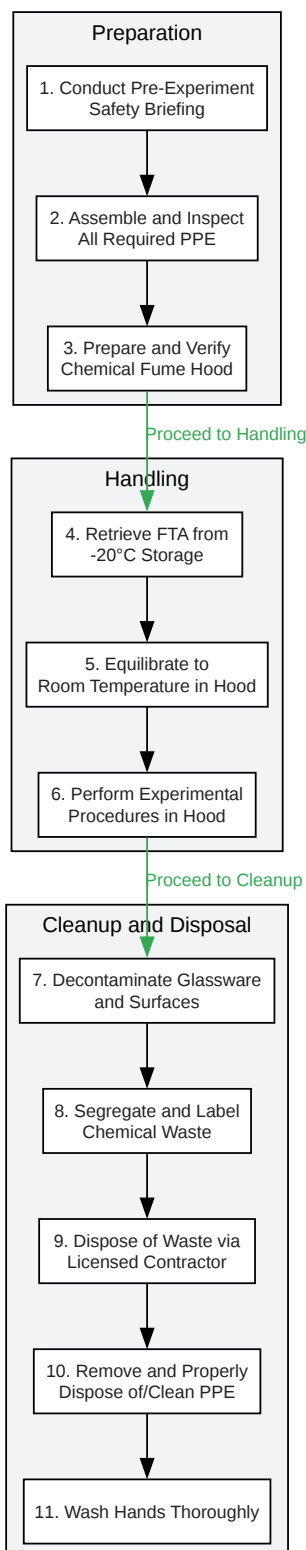 Preparation
1. Conduct Pre-Experiment
Safety Briefing
2. Assemble and Inspect
All Required PPE
3. Prepare and Verify
Chemical Fume Hood
Proceed to Handling
Handling
4. Retrieve FTA from
-20°C Storage
5. Equilibrate to
Room Temperature in Hood
6. Perform Experimental
Procedures in Hood
Proceed to Cleanup
Cleanup and Disposal
7. Decontaminate Glassware
and Surfaces
8. Segregate and Label
Chemical Waste
9. Dispose of Waste via
Licensed Contractor
10. Remove and Properly
Dispose of/Clean PPE
11. Wash Hands Thoroughly